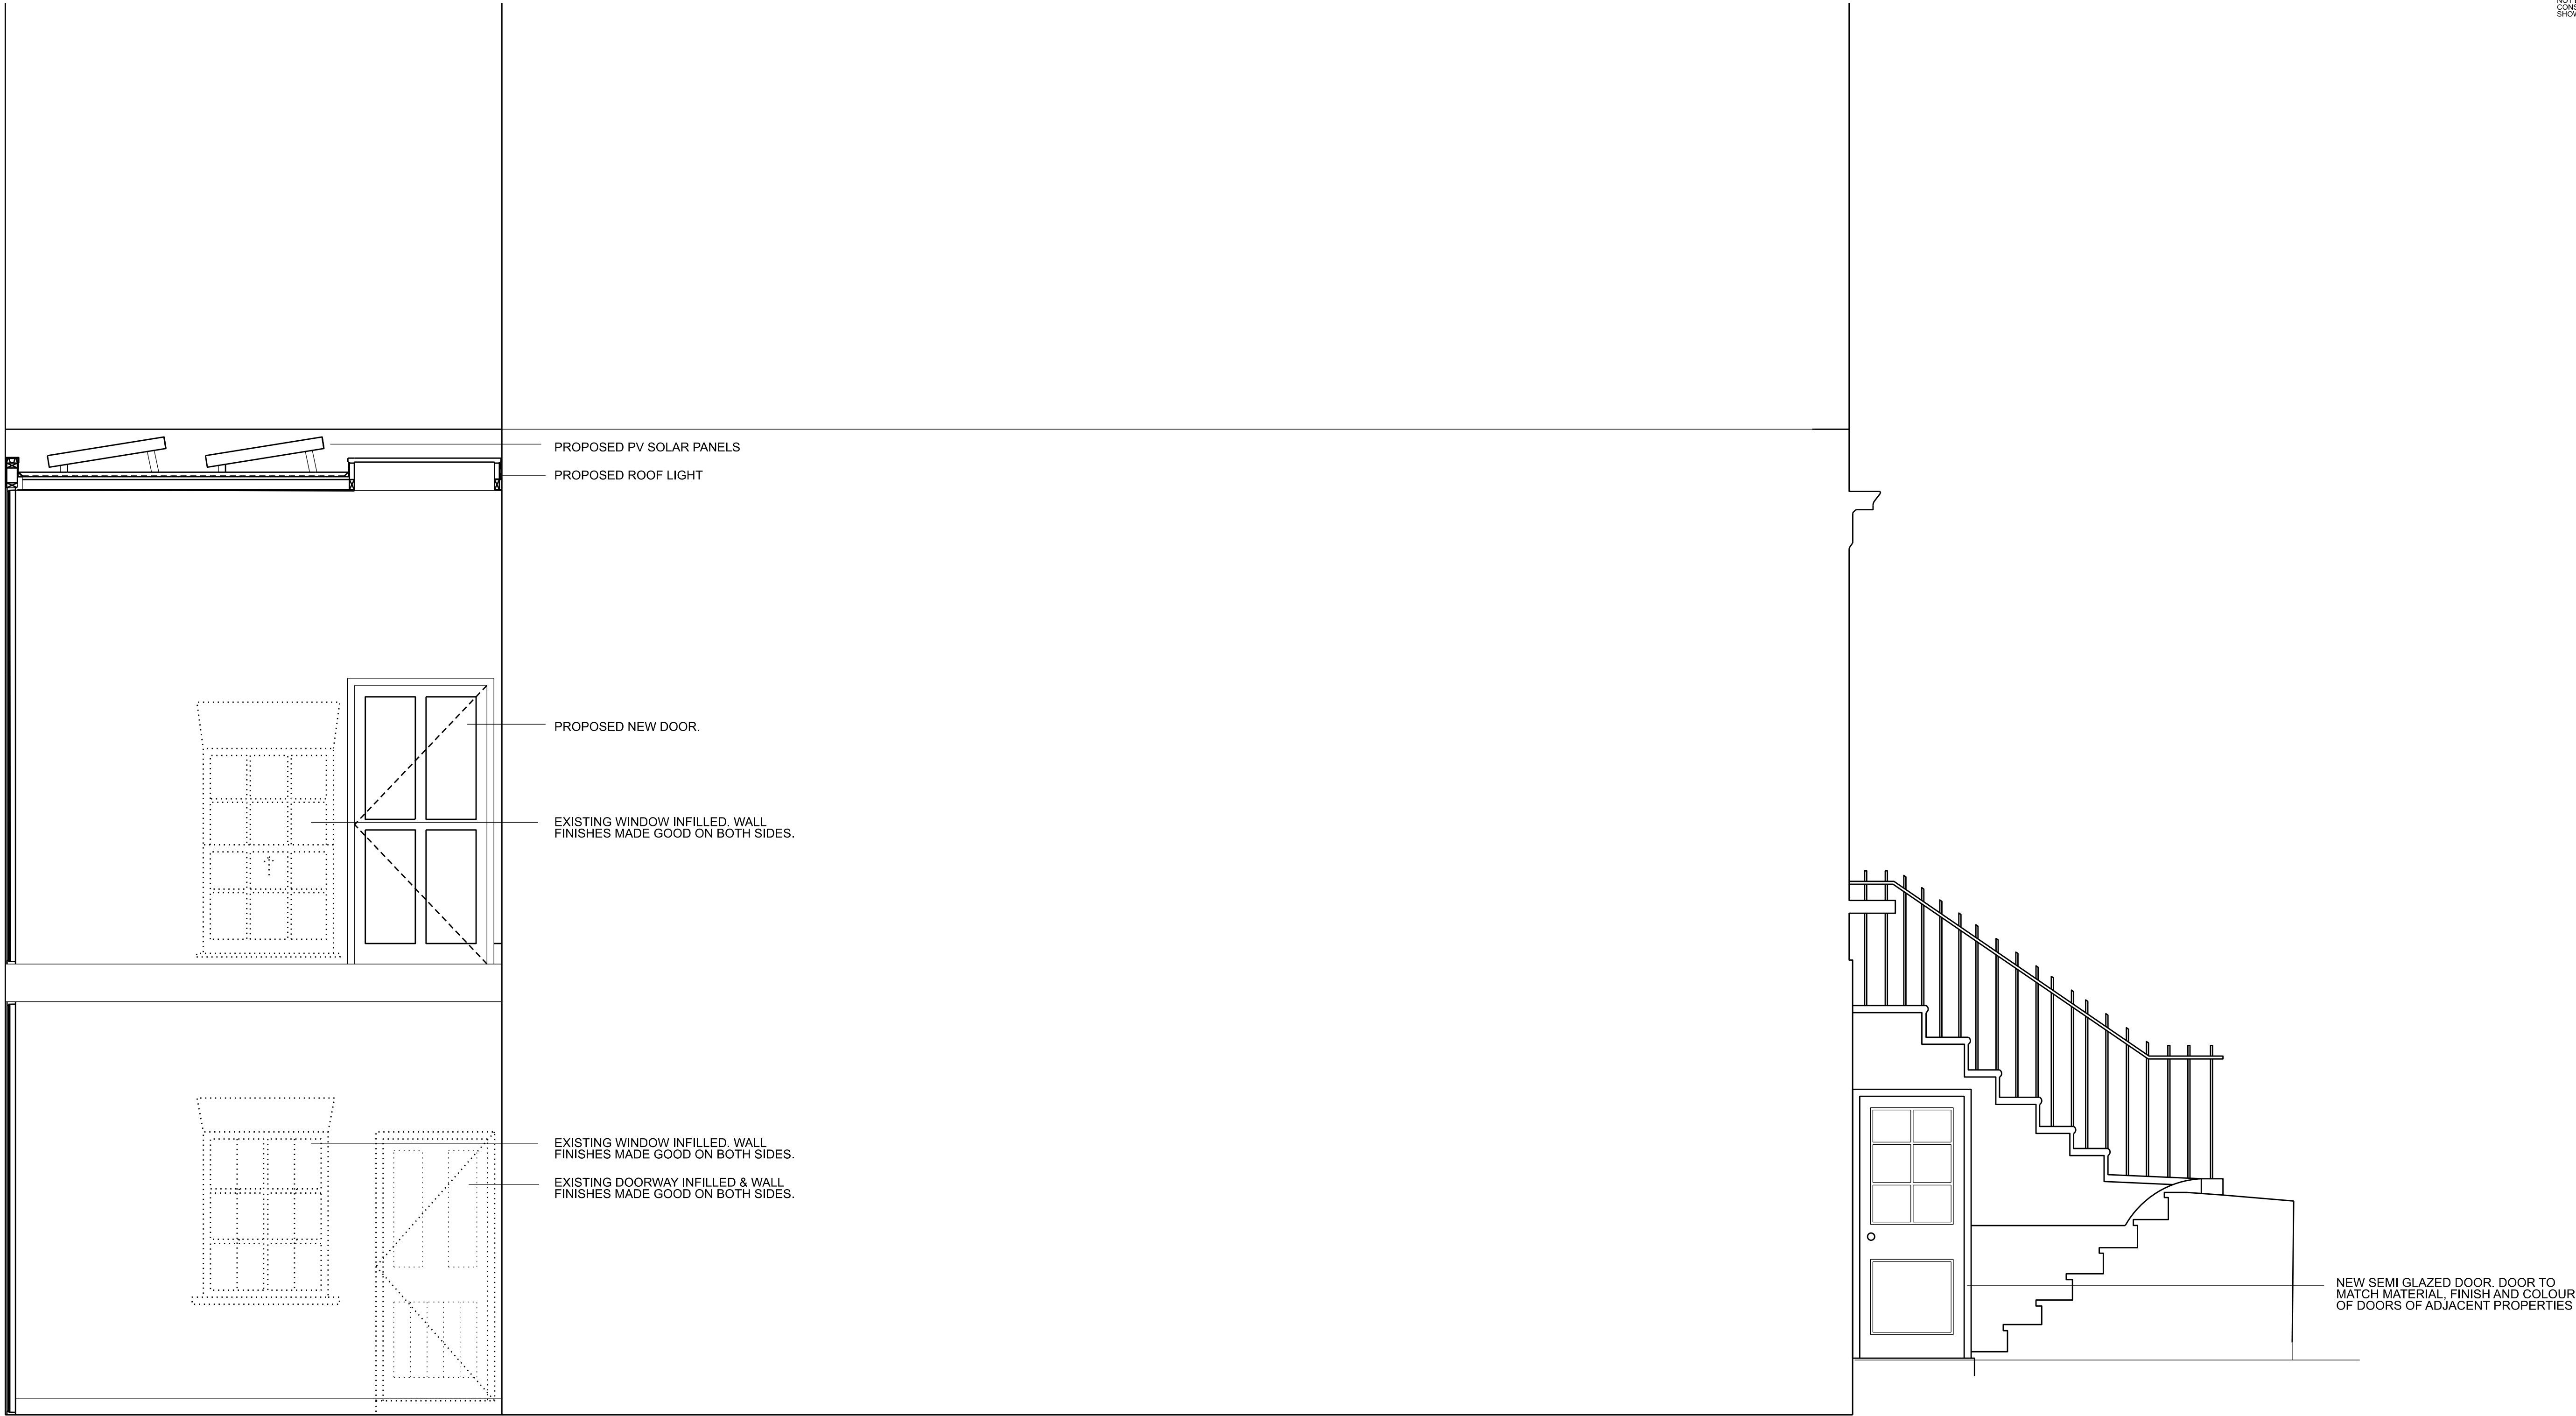 CONS
SHOW
PROPOSED PV SOLAR PANELS
PROPOSED ROOF LIGHT
PROPOSED NEW DOOR.
EXISTING WINDOW INFILLED. WALL
FINISHES MADE GOOD ON BOTH SIDES.
EXISTING WINDOW INFILLED. WALL
FINISHES MADE GOOD ON BOTH SIDES.
EXISTING DOORWAY INFILLED & WALL
FINISHES MADE GOOD ON BOTH SIDES.
NEW SEMI GLAZED DOOR. DOOR TO
MATCH MATERIAL, FINISH AND COLOUR
OF DOORS OF ADJACENT PROPERTIES